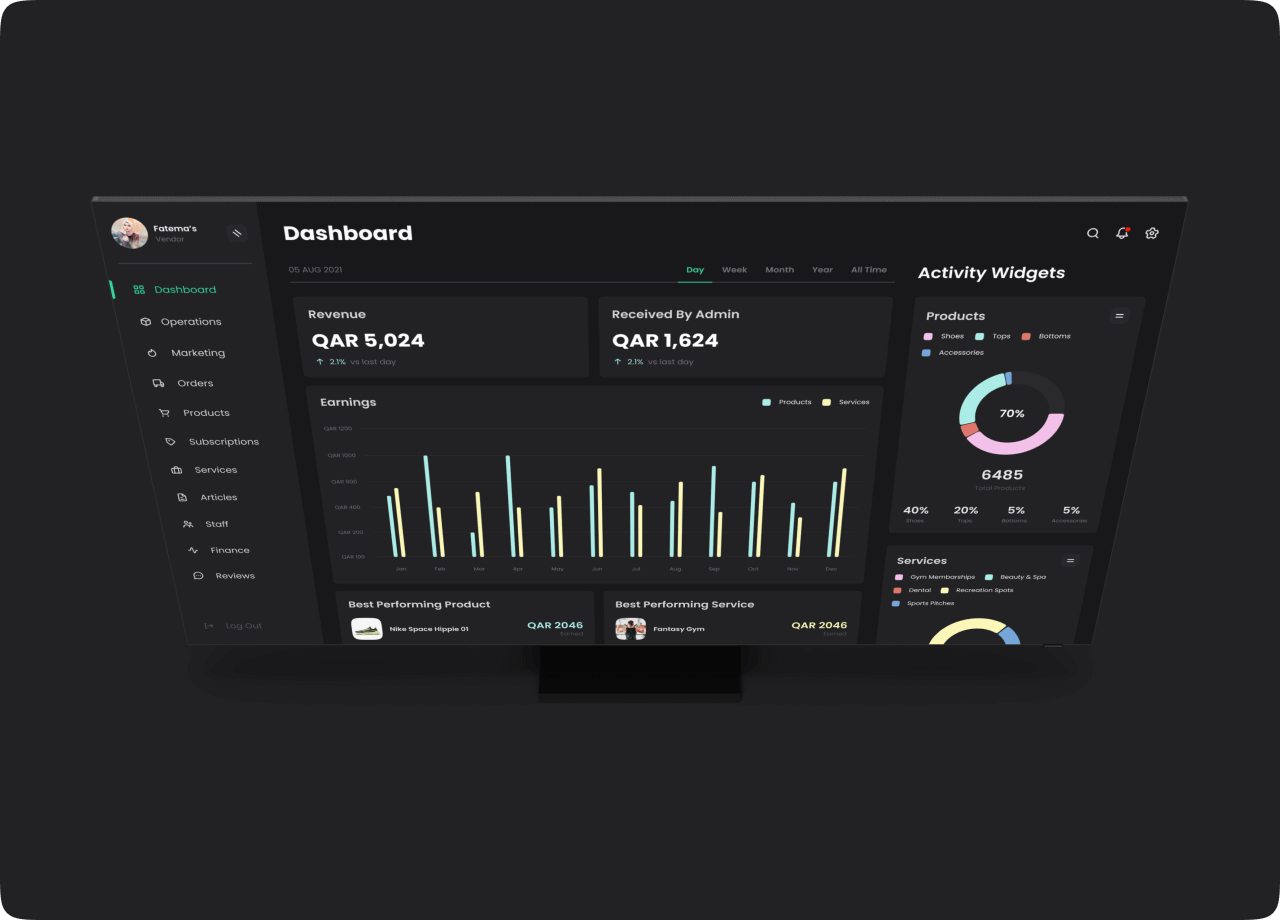 Fatema's
Vendor
Dashboard
Operations
Marketing
Orders
Products
Subscriptions
Services
Articles
Staff
Finance
Reviews
Log Out
Dashboard
05 AUG 2021
Day Week Month Year All Time
Revenue
QAR 5,024
2.1% vs last day
Received By Admin
QAR 1,624
2.1% vs last day
Earnings
Products Services
QAR 1200
QAR 1000
QAR 800
QAR 400
QAR 200
QAR 100
Jan Feb Mar Apr May Jun Jul Aug Sep Oct Nov Dec
Best Performing Product
Nike Space Hippie 01
QAR 2046
Earned
Best Performing Service
Fantasy Gym
QAR 2046
Earned
Activity Widgets
Products
Shoes Tops Bottoms
Accessories
70%
6485
Total Products
40% 20% 5% 5%
Shoes Tops Bottoms Accessories
Services
Gym Memberships Beauty & Spa
Dental Recreation Spots
Sports Pitches